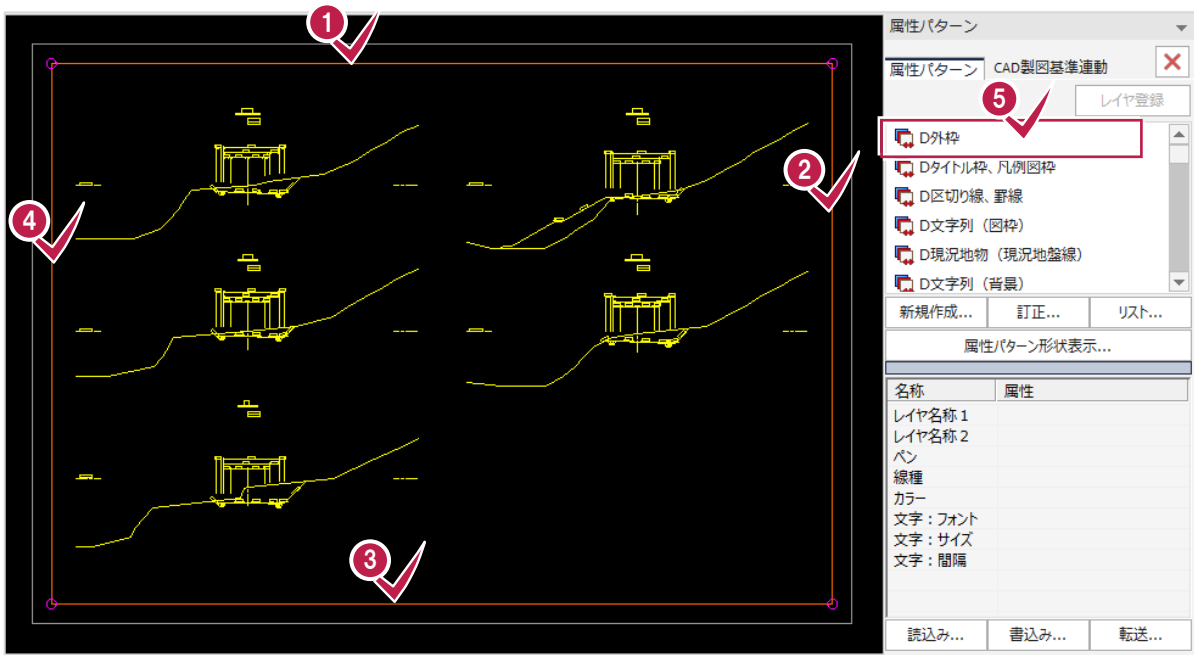 1
2
3
4
5
属性パターン
属性パターン CAD製図基準連動
レイヤ登録
D外枠
Dタイトル枠、凡例図枠
D区切り線、罫線
D文字列（図枠）
D現況地物（現況地盤線）
D文字列（背景）
新規作成... 訂正... リスト...
属性パターン形状表示...
名称 属性
レイヤ名称1
レイヤ名称2
ペン
線種
カラー
文字：フォント
文字：サイズ
文字：間隔
読込み... 書込み... 転送...